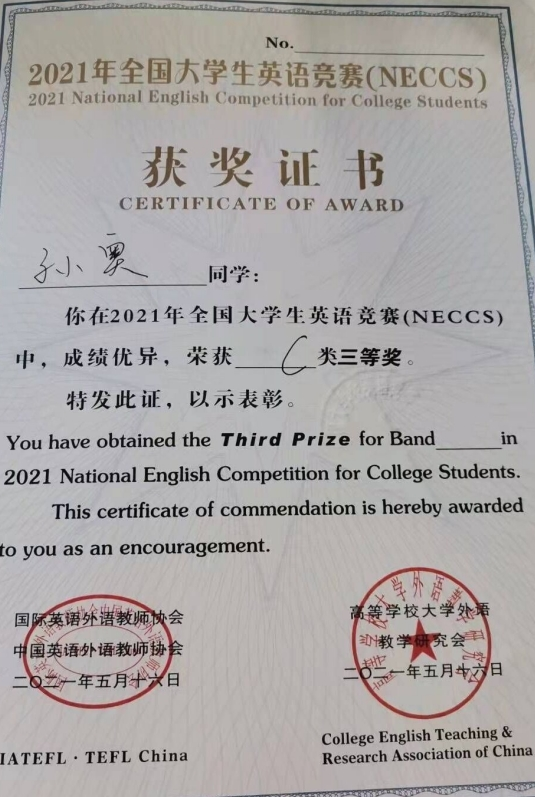 No.
2021年全国大学生英语竞赛(NECCS)
2021 National English Competition for College Students
获奖证书
CERTIFICATE OF AWARD
孙小奥 同学：
你在2021年全国大学生英语竞赛(NECCS)
中，成绩优异，荣获 C 类三等奖。
特发此证，以示表彰。
You have obtained the Third Prize for Band in
2021 National English Competition for College Students.
This certificate of commendation is hereby awarded
to you as an encouragement.
国际英语外语教师协会
中国英语外语教师协会
二〇二一年五月十六日
IATEFL · TEFL China
高等学校大学外语
教学研究会
二〇二一年五月十六日
College English Teaching &
Research Association of China